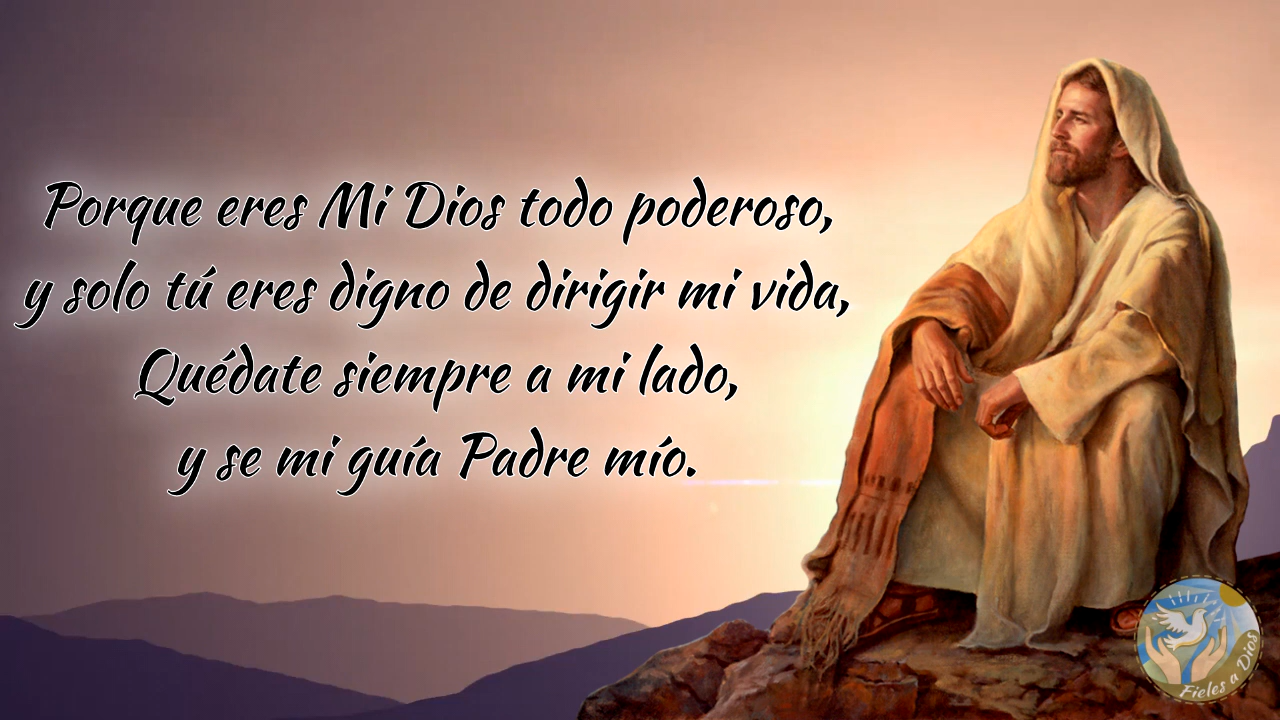 Porque eres Mi Dios todo poderoso,
y solo tú eres digno de dirigir mi vida,
Quédate siempre a mi lado,
y se mi guía Padre mío.
Fieles a Dios